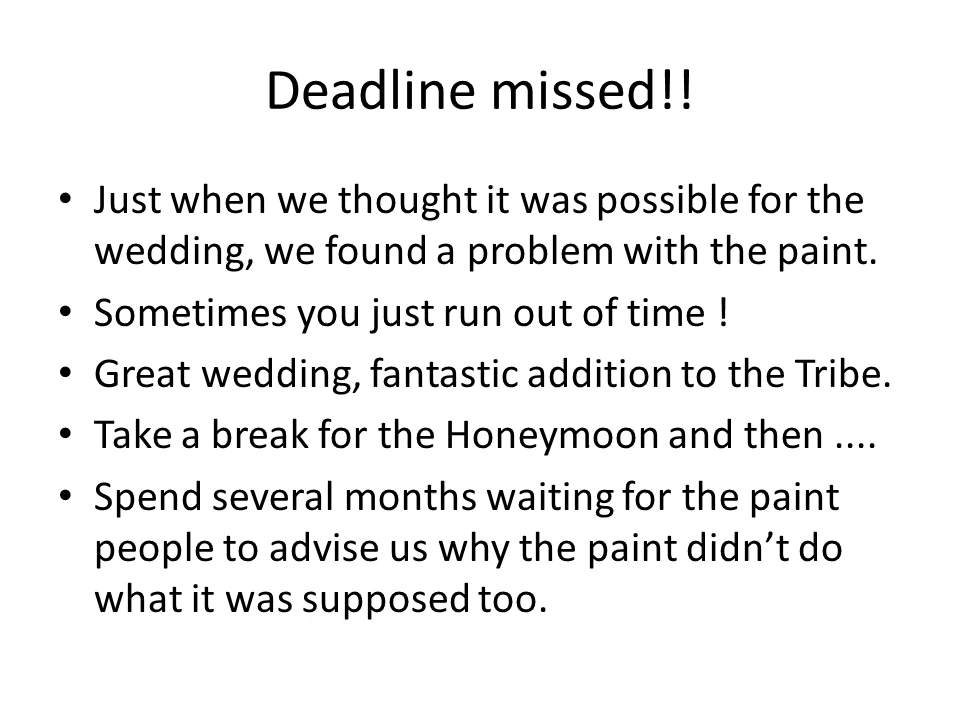 Deadline missed!!
• Just when we thought it was possible for the
wedding, we found a problem with the paint.
• Sometimes you just run out of time !
• Great wedding, fantastic addition to the Tribe.
• Take a break for the Honeymoon and then ....
• Spend several months waiting for the paint
people to advise us why the paint didn’t do
what it was supposed too.